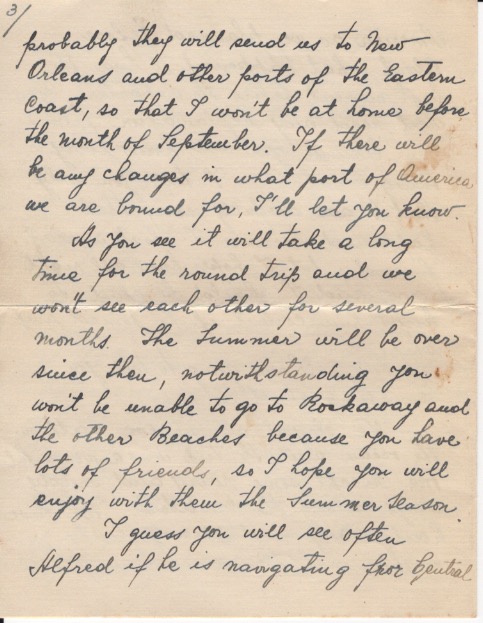 3/
probably they will send us to New
Orleans and other ports of the Eastern
Coast, so that I won't be at home before
the month of September. If there will
be any changes in what port of America
we are bound for, I'll let you know.
As you see it will take a long
time for the round trip and we
won't see each other for several
months. The Summer will be over
since then, notwithstanding you
won't be unable to go to Rockaway and
the other Beaches because you have
lots of friends, so I hope you will
enjoy with them the Summer season.
I guess you will see often
Alfred if he is navigating for Central